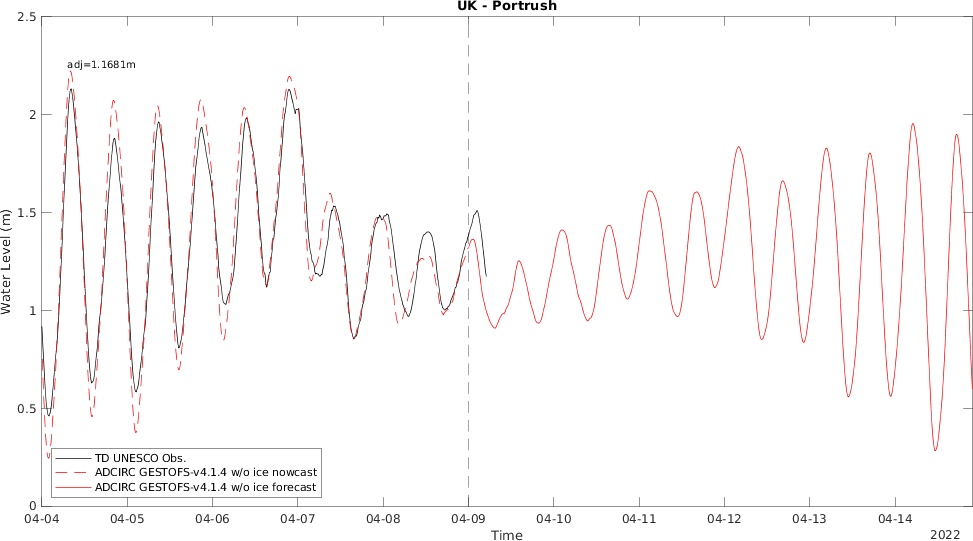 UK - Portrush
adj=1.1681m
2.5
2
1.5
1
0.5
0
Water Level (m)
TD UNESCO Obs.
ADCIRC GESTOFS-v4.1.4 w/o ice nowcast
ADCIRC GESTOFS-v4.1.4 w/o ice forecast
04-04 04-05 04-06 04-07 04-08 04-09 04-10 04-11 04-12 04-13 04-14
Time
2022